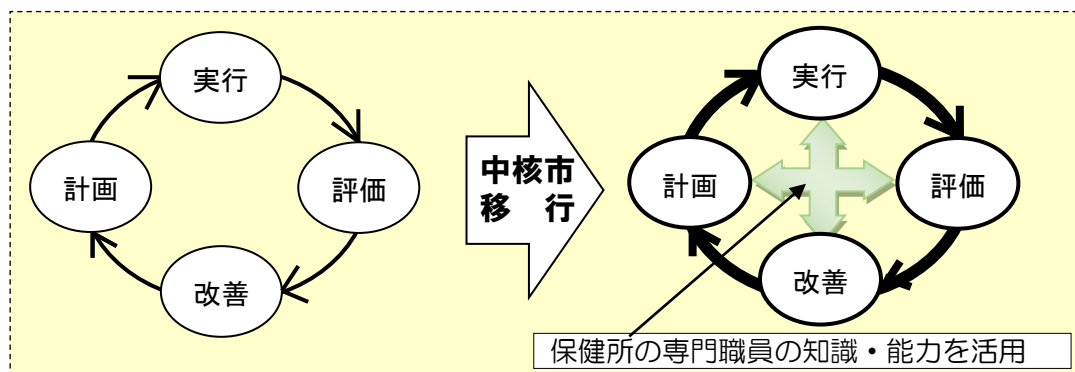 実行
計画
評価
改善
中核市
移　行
実行
計画
評価
改善
保健所の専門職員の知識・能力を活用